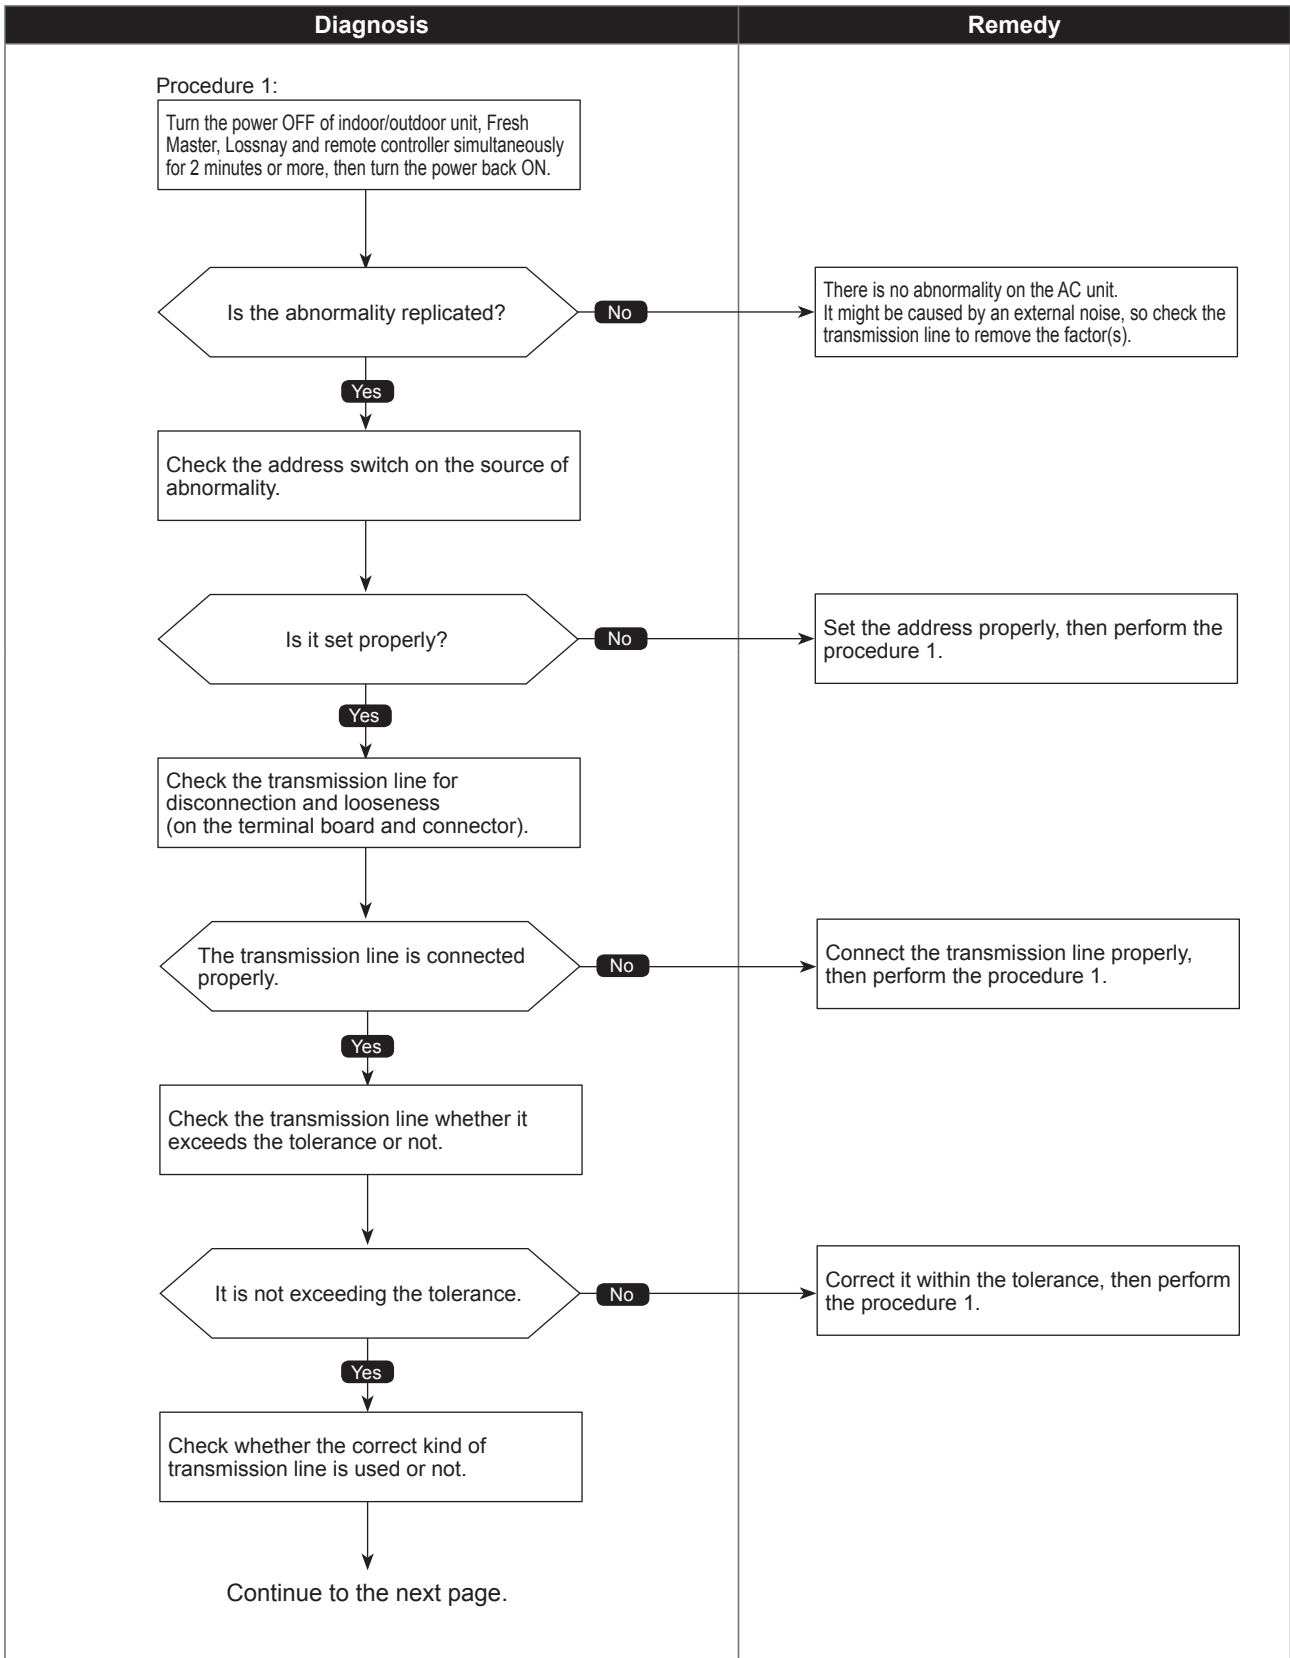 Diagnosis
Remedy
Procedure 1:
Turn the power OFF of indoor/outdoor unit, Fresh
Master, Lossnay and remote controller simultaneously
for 2 minutes or more, then turn the power back ON.
Is the abnormality replicated?
No
There is no abnormality on the AC unit.
It might be caused by an external noise, so check the
transmission line to remove the factor(s).
Yes
Check the address switch on the source of
abnormality.
Is it set properly?
No
Set the address properly, then perform the
procedure 1.
Yes
Check the transmission line for
disconnection and looseness
(on the terminal board and connector).
The transmission line is connected
properly.
No
Connect the transmission line properly,
then perform the procedure 1.
Yes
Check the transmission line whether it
exceeds the tolerance or not.
It is not exceeding the tolerance.
No
Correct it within the tolerance, then perform
the procedure 1.
Yes
Check whether the correct kind of
transmission line is used or not.
Continue to the next page.